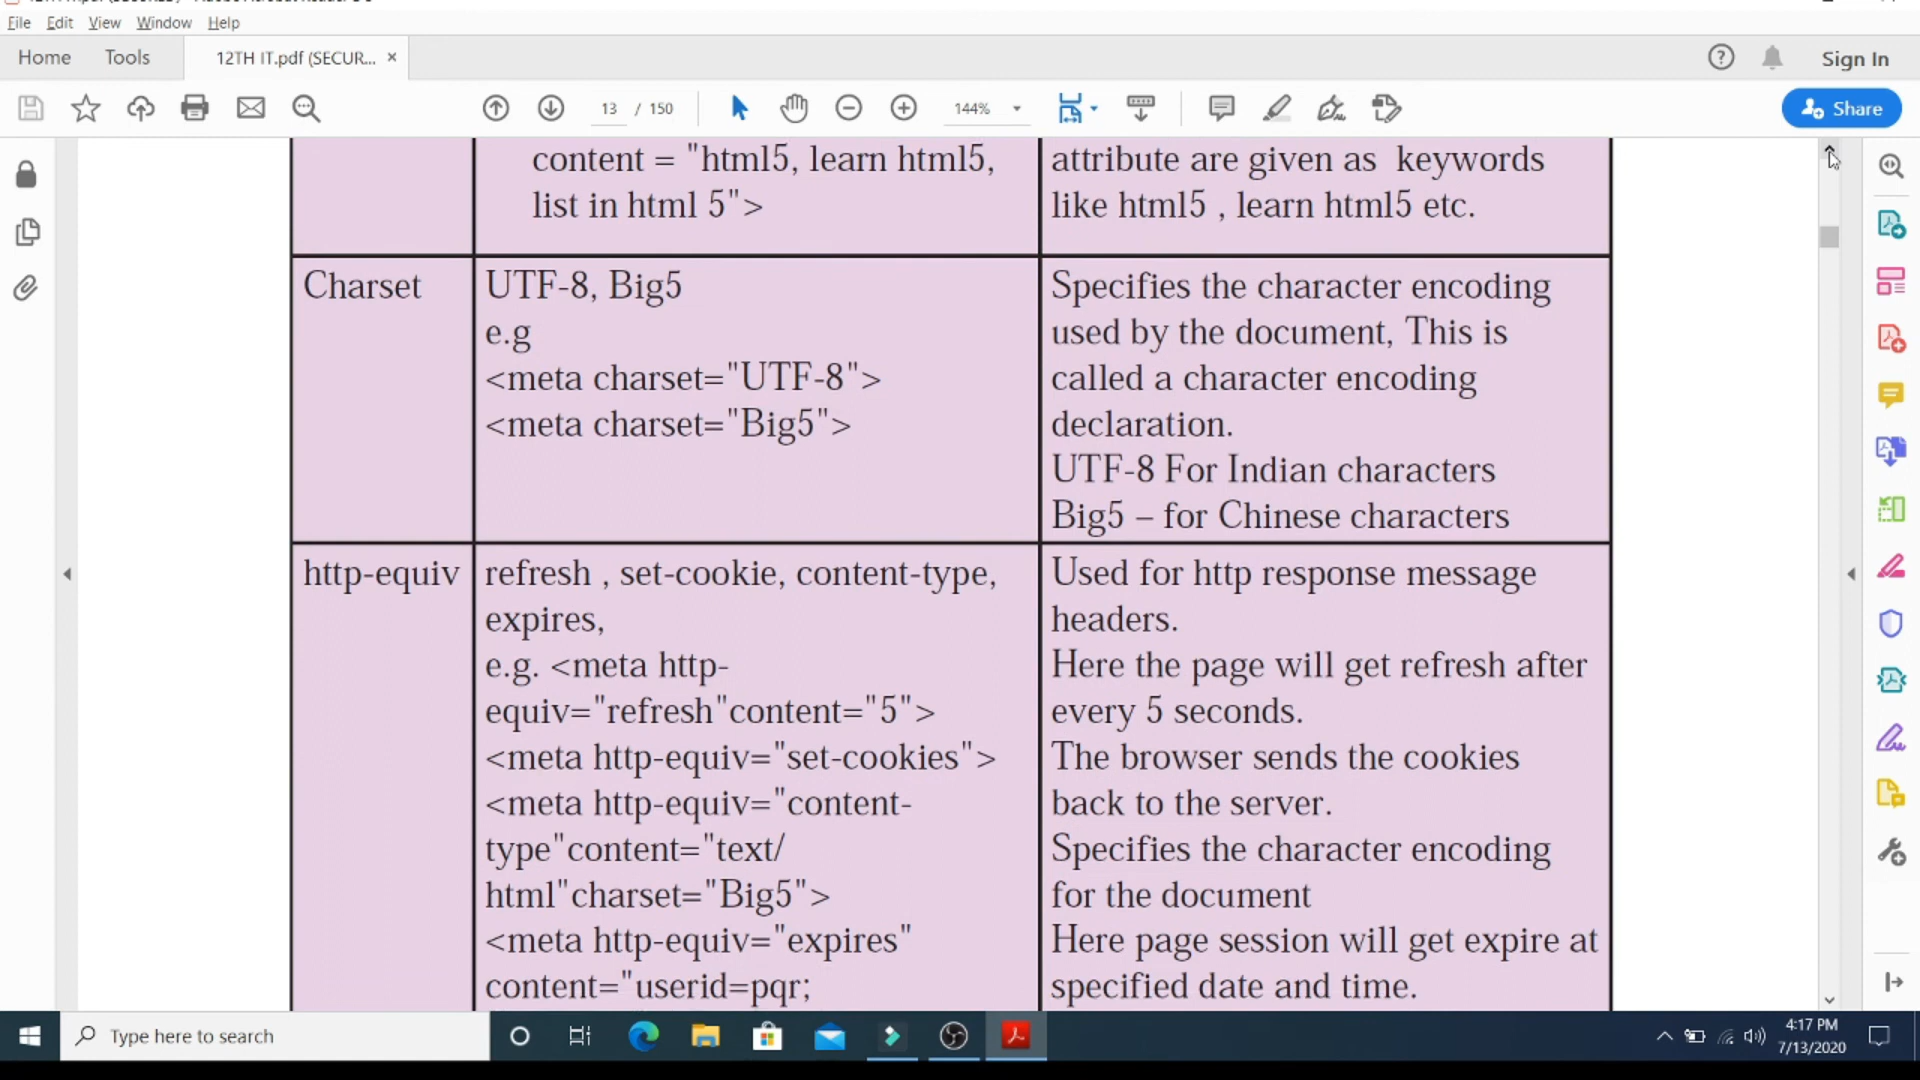 File Edit View Window Help
Home Tools 12TH IT.pdf (SECUR... × Sign In
13 / 150 144% Share
content = "html5, learn html5,
list in html 5">
attribute are given as keywords
like html5 , learn html5 etc.
Charset
UTF-8, Big5
e.g
<meta charset="UTF-8">
<meta charset="Big5">
Specifies the character encoding
used by the document, This is
called a character encoding
declaration.
UTF-8 For Indian characters
Big5 – for Chinese characters
http-equiv
refresh , set-cookie, content-type,
expires,
e.g. <meta http-
equiv="refresh"content="5">
<meta http-equiv="set-cookies">
<meta http-equiv="content-
type"content="text/
html"charset="Big5">
<meta http-equiv="expires"
content="userid=pqr;
Used for http response message
headers.
Here the page will get refresh after
every 5 seconds.
The browser sends the cookies
back to the server.
Specifies the character encoding
for the document
Here page session will get expire at
specified date and time.
Type here to search
4:17 PM
7/13/2020